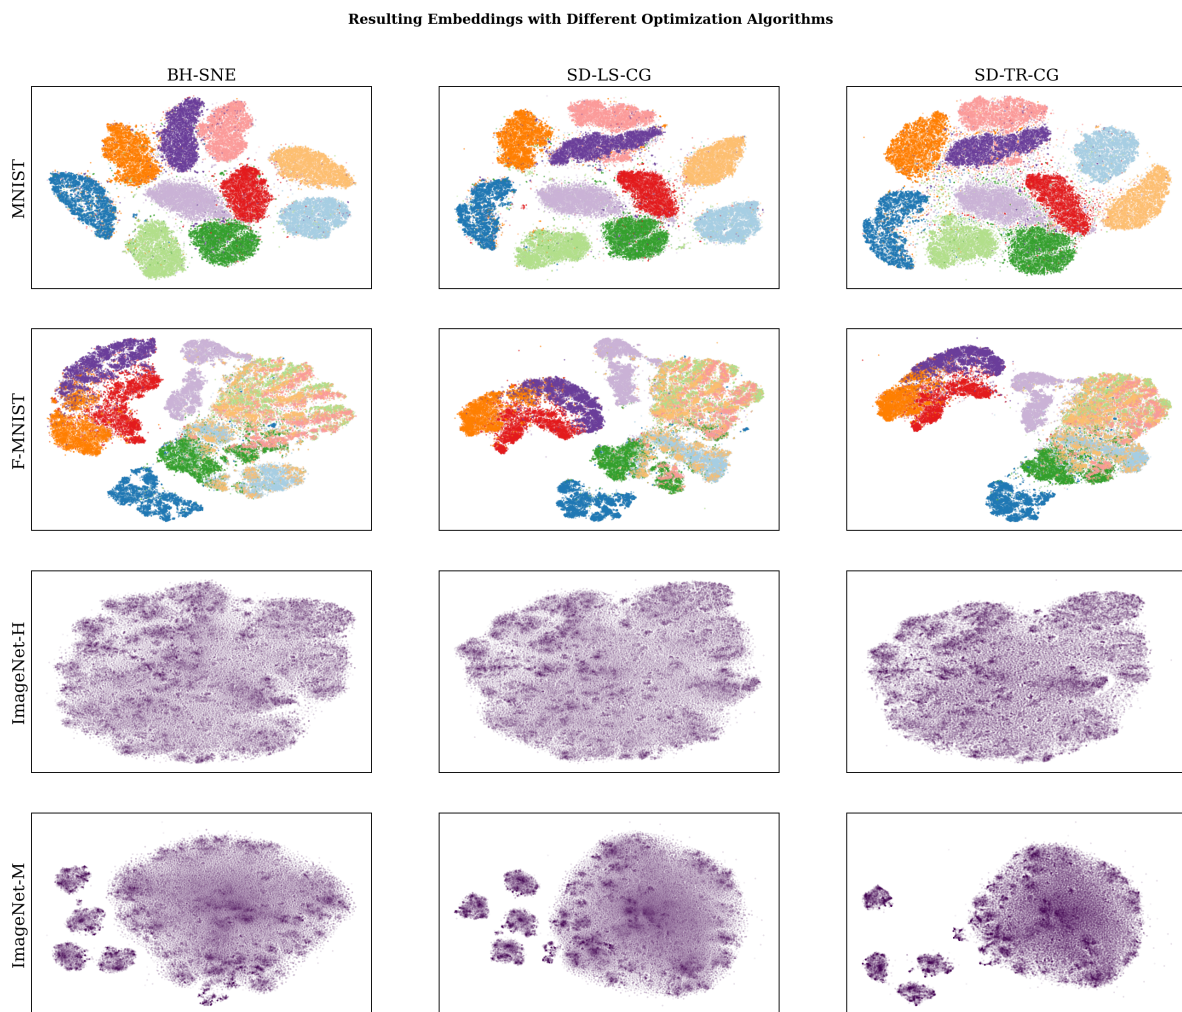 Resulting Embeddings with Different Optimization Algorithms
BH-SNE
SD-LS-CG
SD-TR-CG
MNIST
F-MNIST
ImageNet-H
ImageNet-M